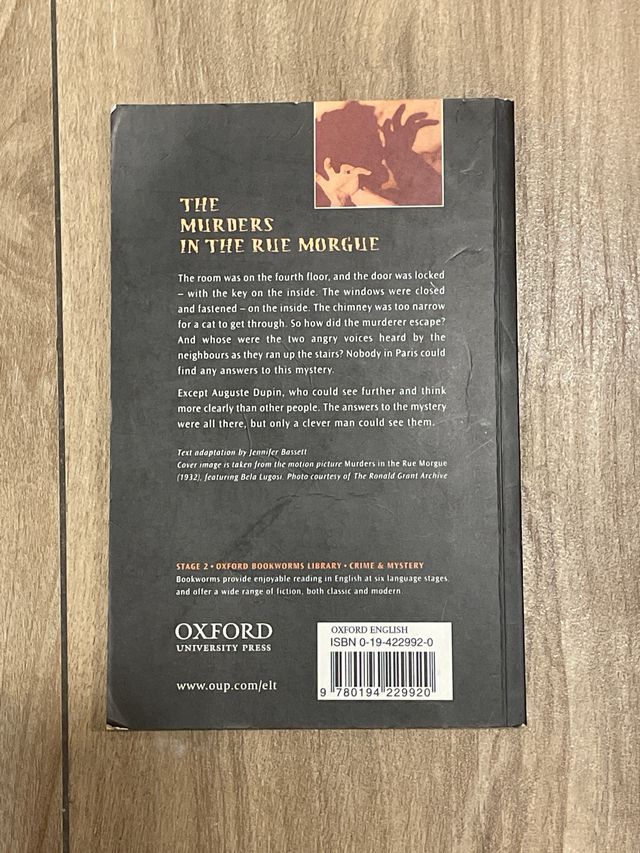 THE
MURDERS
IN THE RUE MORGUE
The room was on the fourth floor, and the door was locked
– with the key on the inside. The windows were closed
and fastened – on the inside. The chimney was too narrow
for a cat to get through. So how did the murderer escape?
And whose were the two angry voices heard by the
neighbours as they ran up the stairs? Nobody in Paris could
find any answers to this mystery.
Except Auguste Dupin, who could see further and think
more clearly than other people. The answers to the mystery
were all there, but only a clever man could see them.
Text adaptation by Jennifer Bassett
Cover image is taken from the motion picture Murders in the Rue Morgue
(1932), featuring Bela Lugosi. Photo courtesy of The Ronald Grant Archive
STAGE 2 • OXFORD BOOKWORMS LIBRARY • CRIME & MYSTERY
Bookworms provide enjoyable reading in English at six language stages,
and offer a wide range of fiction, both classic and modern.
OXFORD
UNIVERSITY PRESS
www.oup.com/elt
OXFORD ENGLISH
ISBN 0-19-422992-0
9 780194 229920